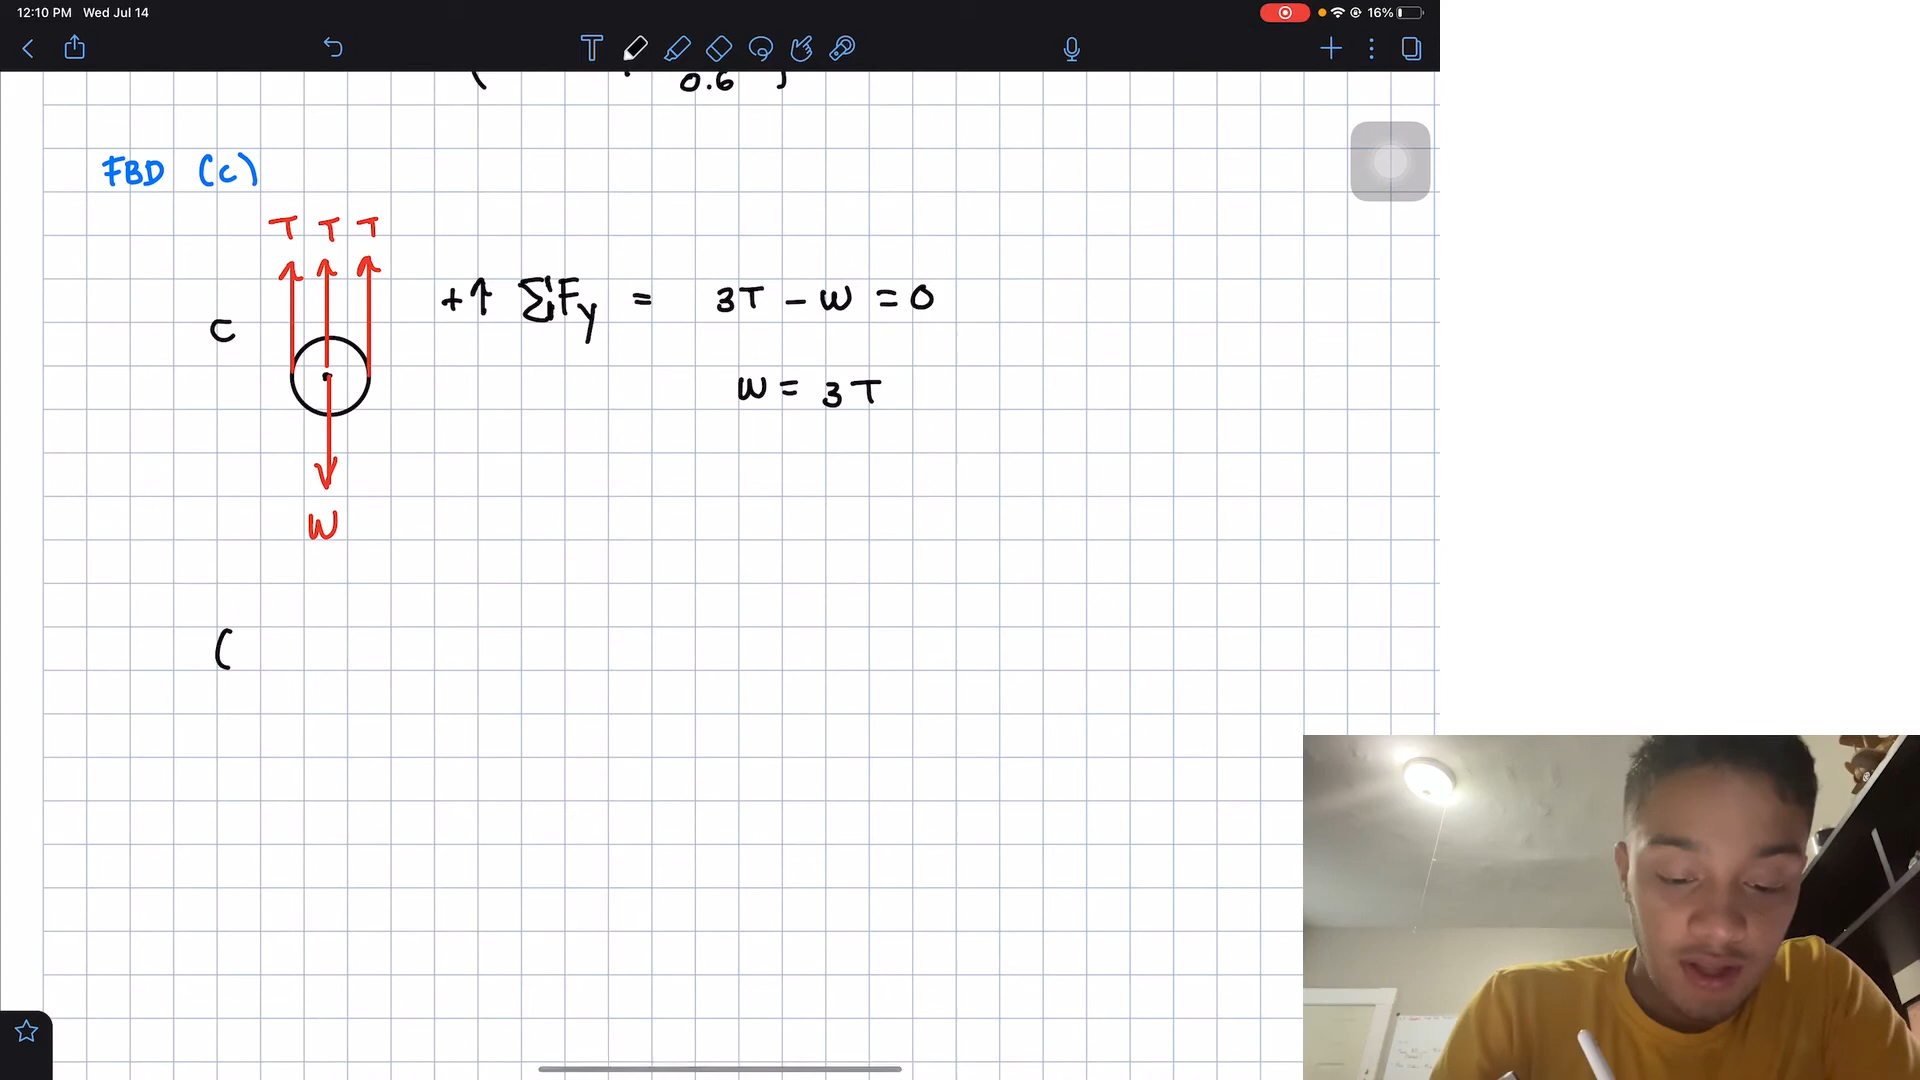 12:10 PM Wed Jul 14
16%
( 0.6 )
FBD (C)
T T T
+↑ ΣFy = 3T - W = 0
C
W = 3T
W
(